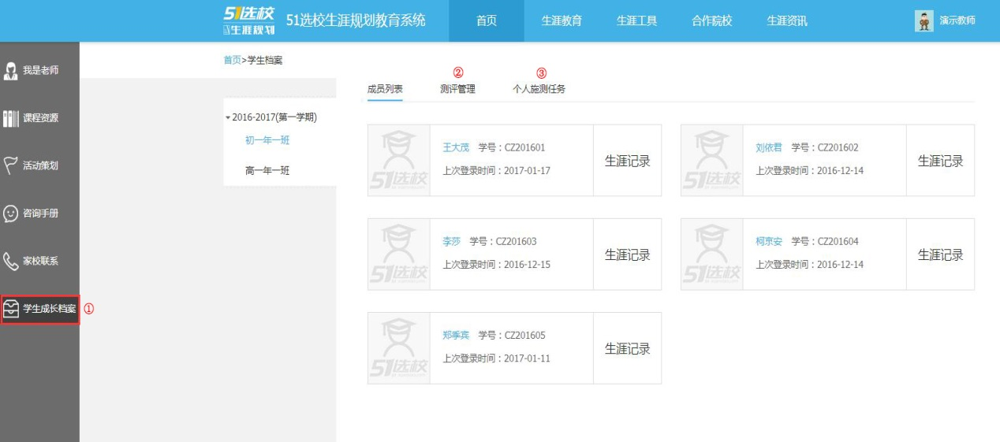 51选校
生涯规划
51选校生涯规划教育系统
首页
生涯教育
生涯工具
合作院校
生涯资讯
演示教师
我是老师
课程资源
活动策划
咨询手册
家校联系
学生成长档案 ①
首页>学生档案
2016-2017(第一学期)
初一年一班
高一年一班
② ③
成员列表 测评管理 个人施测任务
51选校
王大茂 学号：CZ201601
上次登录时间：2017-01-17
生涯记录
51选校
刘依君 学号：CZ201602
上次登录时间：2016-12-14
生涯记录
51选校
李莎 学号：CZ201603
上次登录时间：2016-12-15
生涯记录
51选校
柯京安 学号：CZ201604
上次登录时间：2016-12-14
生涯记录
51选校
郑季宾 学号：CZ201605
上次登录时间：2017-01-11
生涯记录